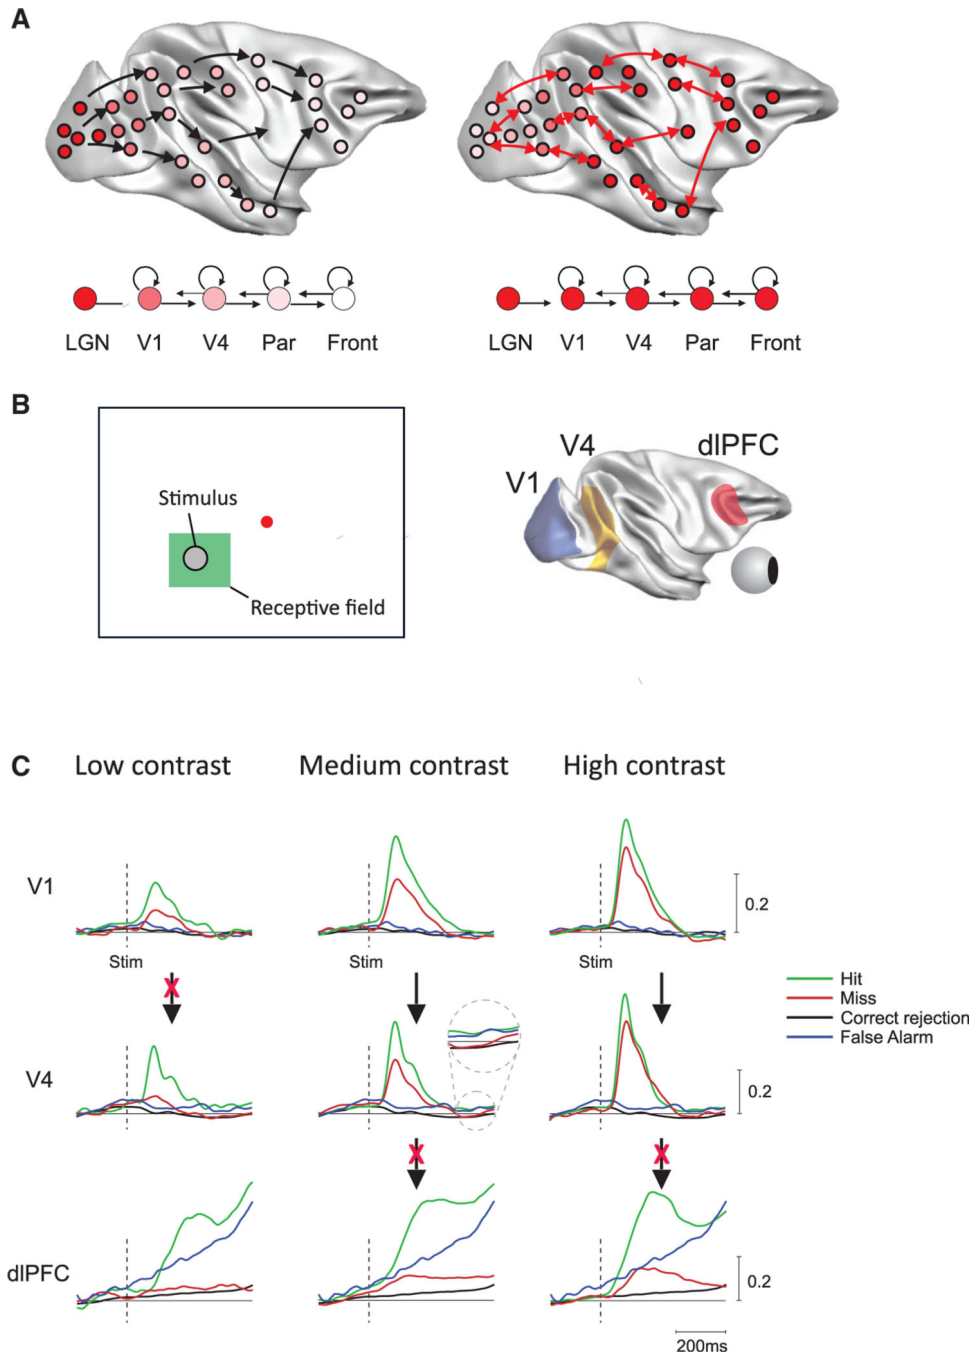 A
LGN V1 V4 Par Front
LGN V1 V4 Par Front
B
Stimulus
Receptive field
V1
V4
dlPFC
C
Low contrast
Medium contrast
High contrast
V1
0.2
Stim
Stim
Stim
X
Hit
Miss
Correct rejection
False Alarm
V4
0.2
X
X
dlPFC
0.2
200ms